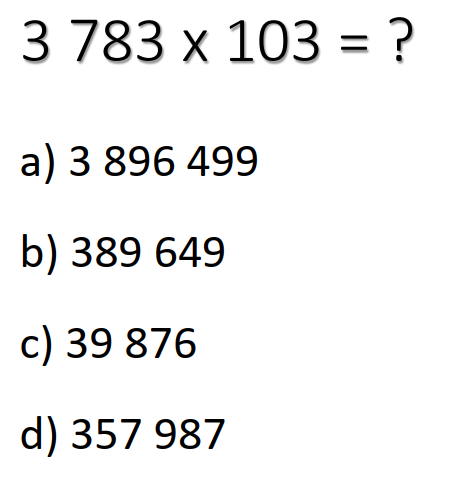 3 783 x 103 = ?
a) 3 896 499
b) 389 649
c) 39 876
d) 357 987